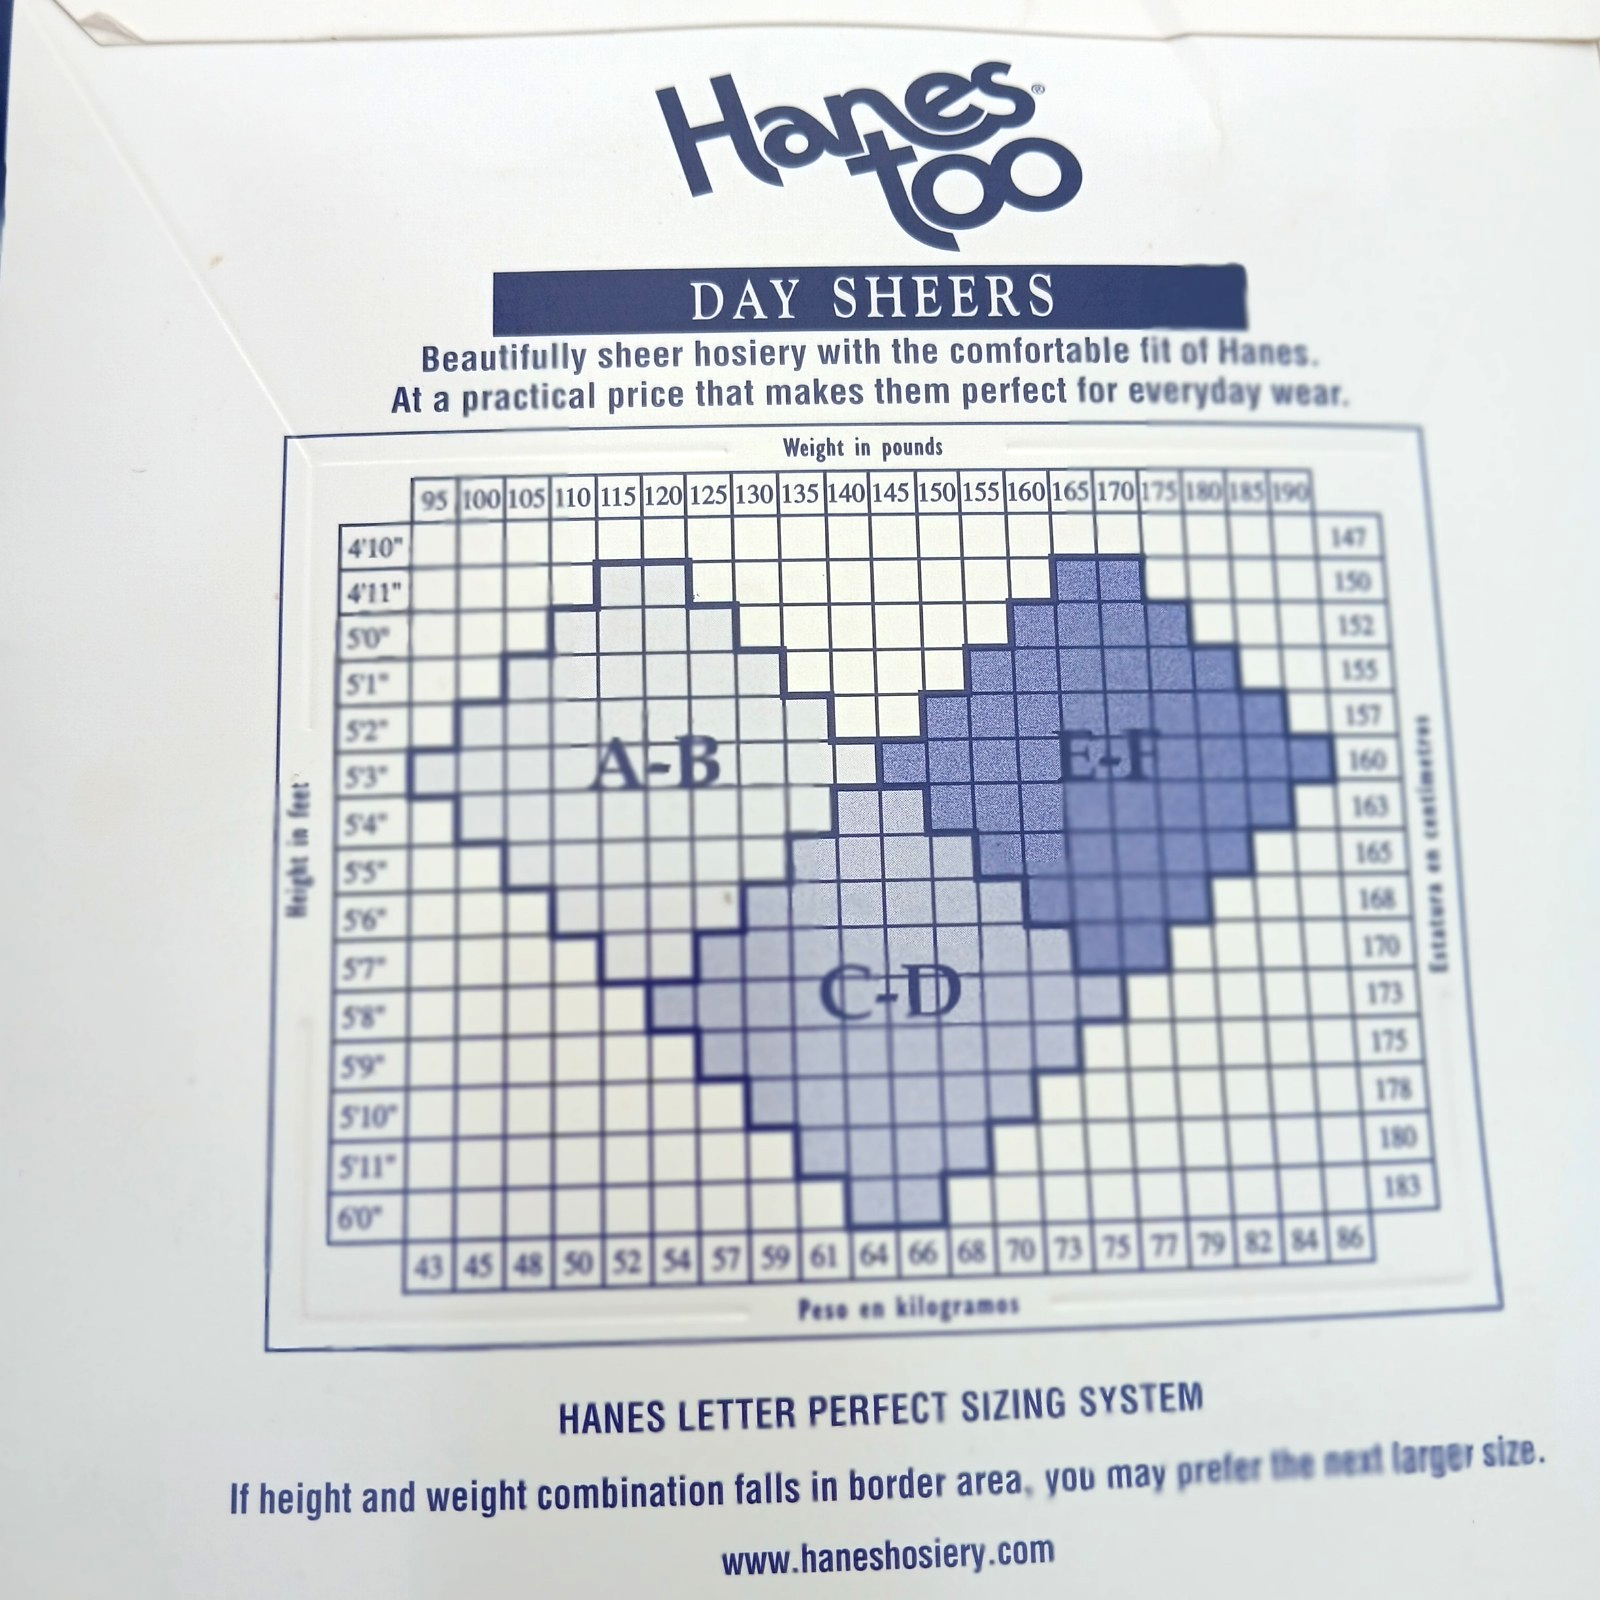 Hanes®
too
DAY SHEERS
Beautifully sheer hosiery with the comfortable fit of Hanes.
At a practical price that makes them perfect for everyday wear.
Weight in pounds
95 100 105 110 115 120 125 130 135 140 145 150 155 160 165 170 175 180 185 190
4'10" 147
4'11" 150
5'0" 152
5'1" 155
5'2" 157
A-B E-F
5'3" 160
5'4" 163
5'5" 165
5'6" 168
5'7" 170
C-D
5'8" 173
5'9" 175
5'10" 178
5'11" 180
6'0" 183
Height in feet
Estatura en centimetros
43 45 48 50 52 54 57 59 61 64 66 68 70 73 75 77 79 82 84 86
Peso en kilogramos
HANES LETTER PERFECT SIZING SYSTEM
If height and weight combination falls in border area, you may prefer the next larger size.
www.haneshosiery.com